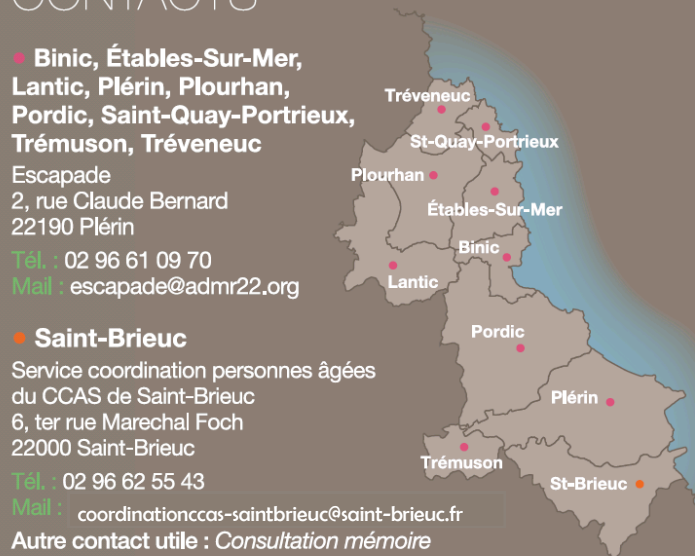 CONTACTS
• Binic, Étables-Sur-Mer,
Lantic, Plérin, Plourhan,
Pordic, Saint-Quay-Portrieux,
Trémuson, Tréveneuc
Escapade
2, rue Claude Bernard
22190 Plérin
Tél. : 02 96 61 09 70
Mail : escapade@admr22.org
• Saint-Brieuc
Service coordination personnes âgées
du CCAS de Saint-Brieuc
6, ter rue Marechal Foch
22000 Saint-Brieuc
Tél. : 02 96 62 55 43
Mail : coordinationccas-saintbrieuc@saint-brieuc.fr
Autre contact utile : Consultation mémoire
Tréveneuc
St-Quay-Portrieux
Plourhan
Étables-Sur-Mer
Binic
Lantic
Pordic
Plérin
Trémuson
St-Brieuc